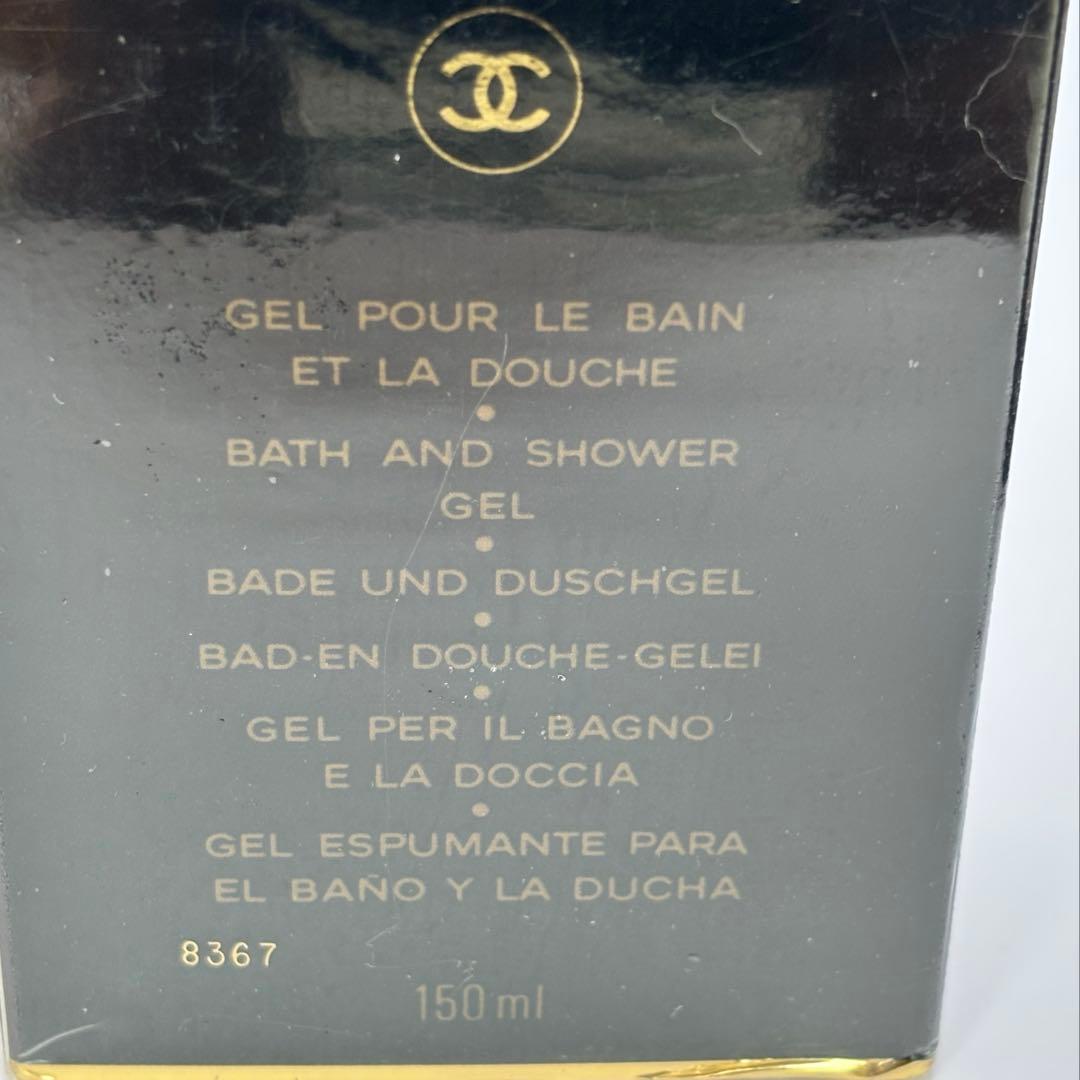 GEL POUR LE BAIN
ET LA DOUCHE
•
BATH AND SHOWER
GEL
•
BADE UND DUSCHGEL
•
BAD-EN DOUCHE-GELEI
•
GEL PER IL BAGNO
E LA DOCCIA
•
GEL ESPUMANTE PARA
EL BAÑO Y LA DUCHA
8367
150 ml